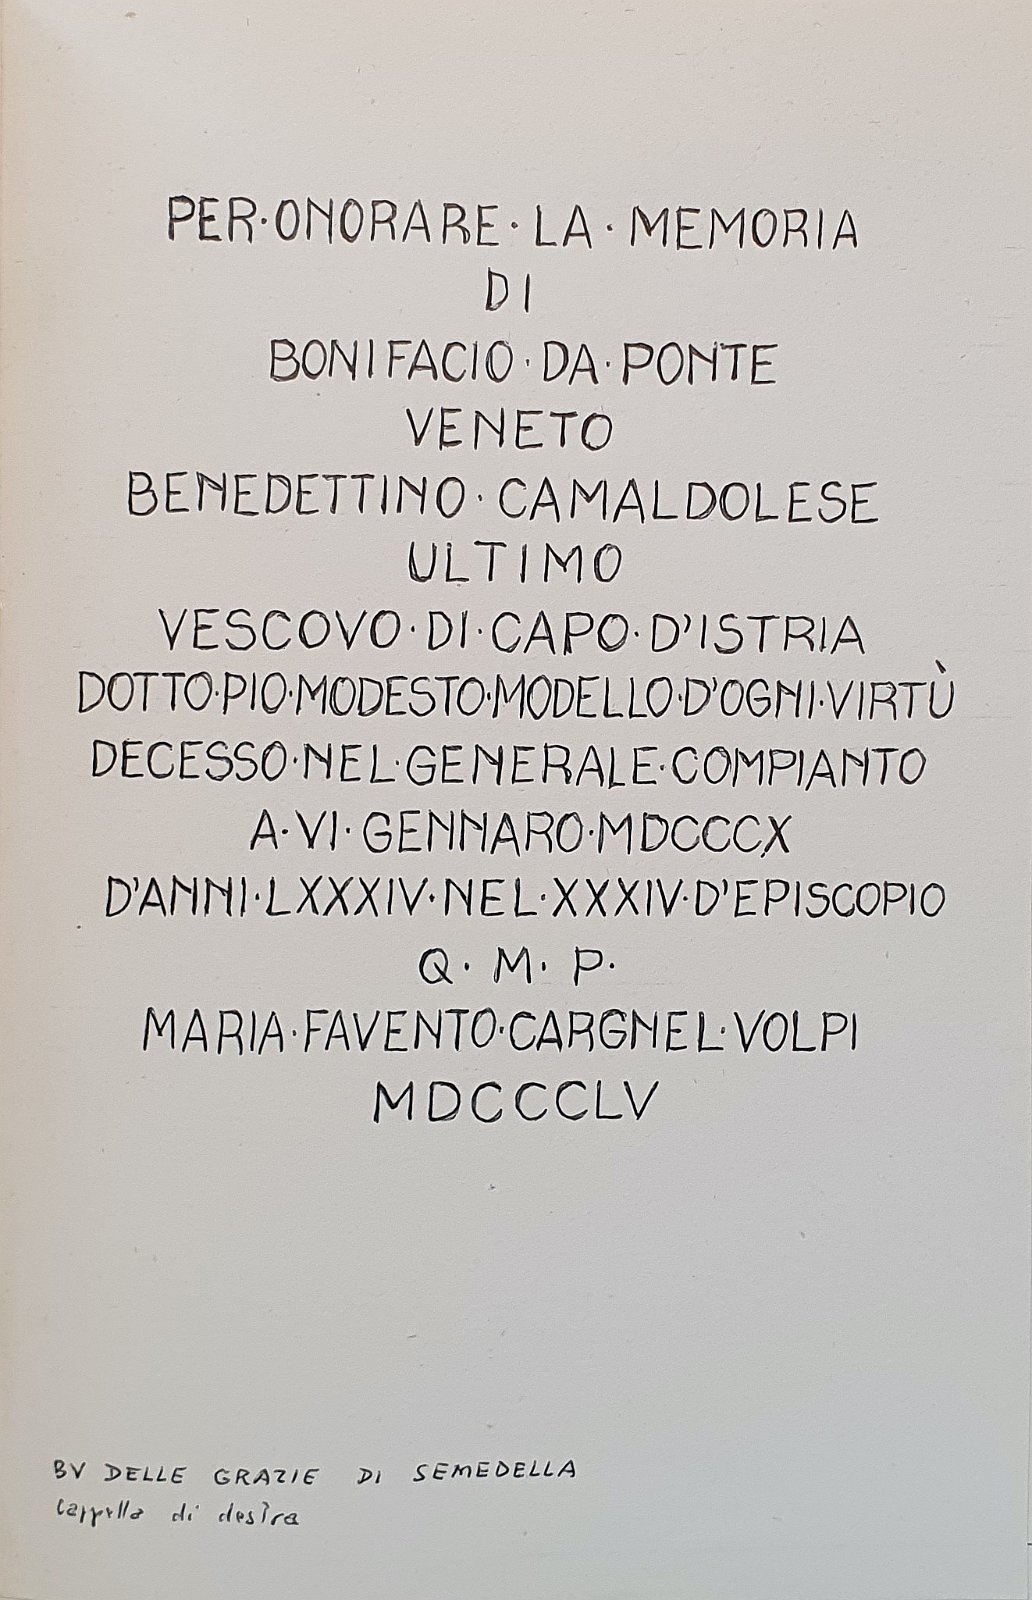 PER·ONORARE·LA·MEMORIA
DI
BONIFACIO·DA·PONTE
VENETO
BENEDETTINO·CAMALDOLESE
ULTIMO
VESCOVO·DI·CAPO·D'ISTRIA
DOTTO·PIO·MODESTO·MODELLO·D'OGNI·VIRTÙ
DECESSO·NEL·GENERALE·COMPIANTO
A·VI·GENNARO·MDCCCX
D'ANNI·LXXXIV·NEL·XXXIV·D'EPISCOPIO
Q·M·P·
MARIA·FAVENTO·CARGNEL·VOLPI
MDCCCLV
BV DELLE GRAZIE DI SEMEDELLA
Cappella di destra